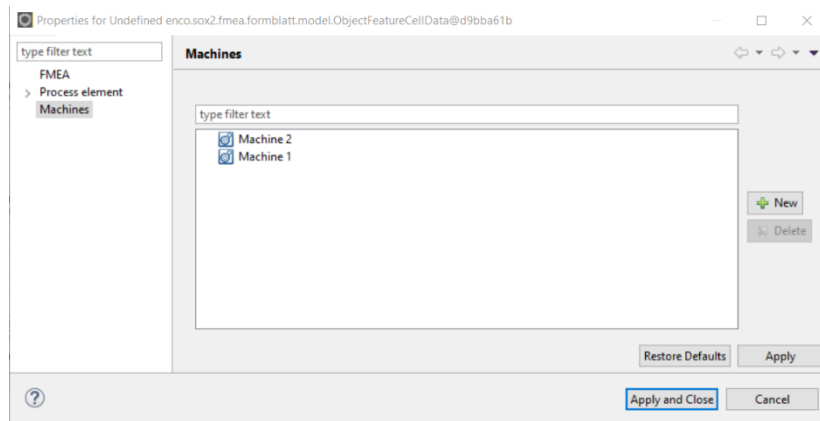 Properties for Undefined enco.sox2.fmea.formblatt.model.ObjectFeatureCellData@d9bba61b
type filter text
FMEA
Process element
Machines
Machines
type filter text
Machine 2
Machine 1
New
Delete
Restore Defaults
Apply
?
Apply and Close
Cancel